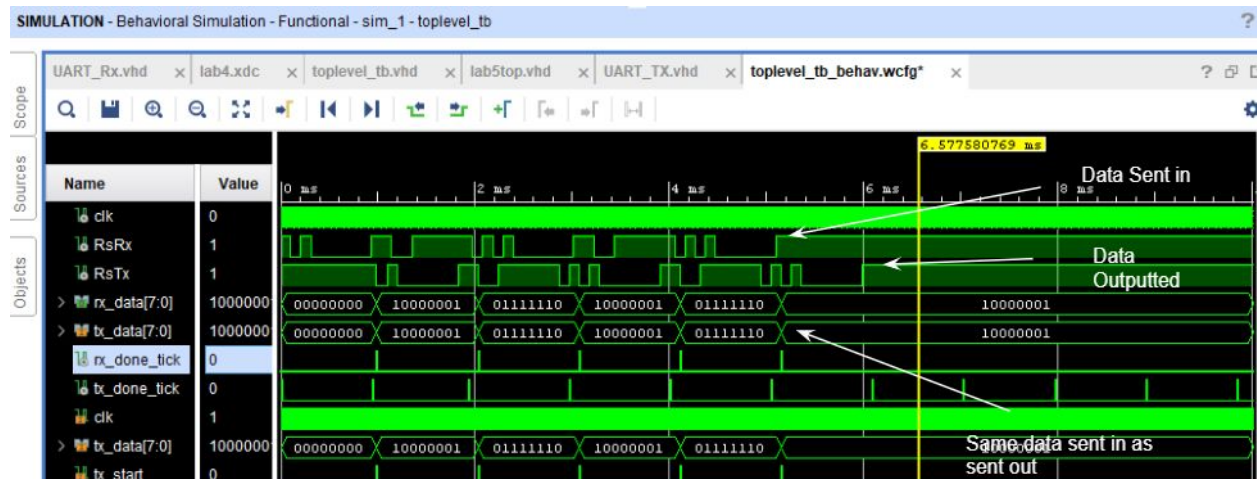 SIMULATION - Behavioral Simulation - Functional - sim_1 - toplevel_tb ?
UART_Rx.vhd × lab4.xdc × toplevel_tb.vhd × lab5top.vhd × UART_TX.vhd × toplevel_tb_behav.wcfg* × ?
Scope
Sources
Objects
6.577580769 ms
Name Value 0 ms 2 ms 4 ms 6 ms 8 ms
Data Sent in
clk 0
RsRx 1
Data
RsTx 1
Outputted
rx_data[7:0] 1000000 00000000 10000001 01111110 10000001 01111110 10000001
tx_data[7:0] 1000000 00000000 10000001 01111110 10000001 01111110 10000001
rx_done_tick 0
tx_done_tick 0
clk 1
tx_data[7:0] 1000000 00000000 10000001 01111110 10000001 01111110
Same data sent in as
sent out
tx_start 0